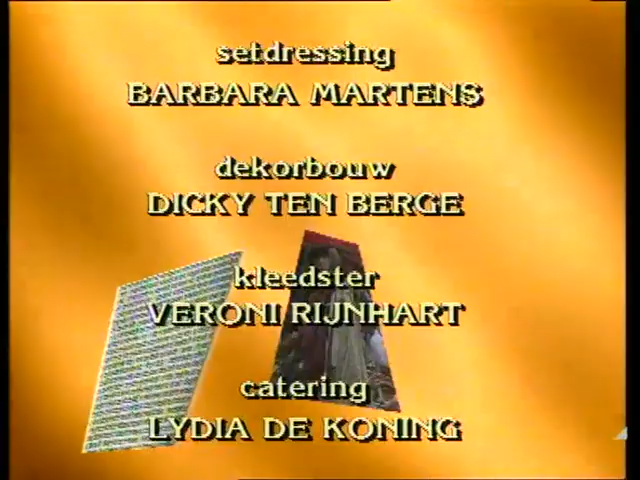 setdressing
BARBARA MARTENS
dekorbouw
DICKY TEN BERGE
kleedster
VERONI RIJNHART
catering
LYDIA DE KONING